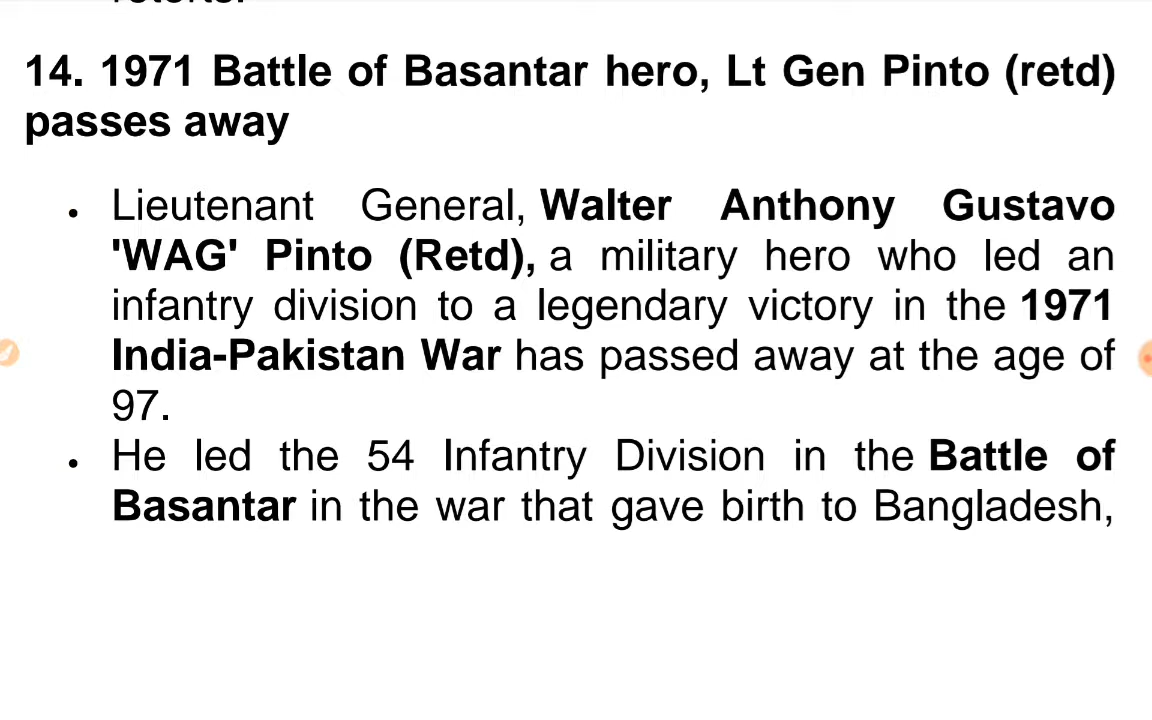 14. 1971 Battle of Basantar hero, Lt Gen Pinto (retd)
passes away
• Lieutenant General, Walter Anthony Gustavo
'WAG' Pinto (Retd), a military hero who led an
infantry division to a legendary victory in the 1971
India-Pakistan War has passed away at the age of
97.
• He led the 54 Infantry Division in the Battle of
Basantar in the war that gave birth to Bangladesh,